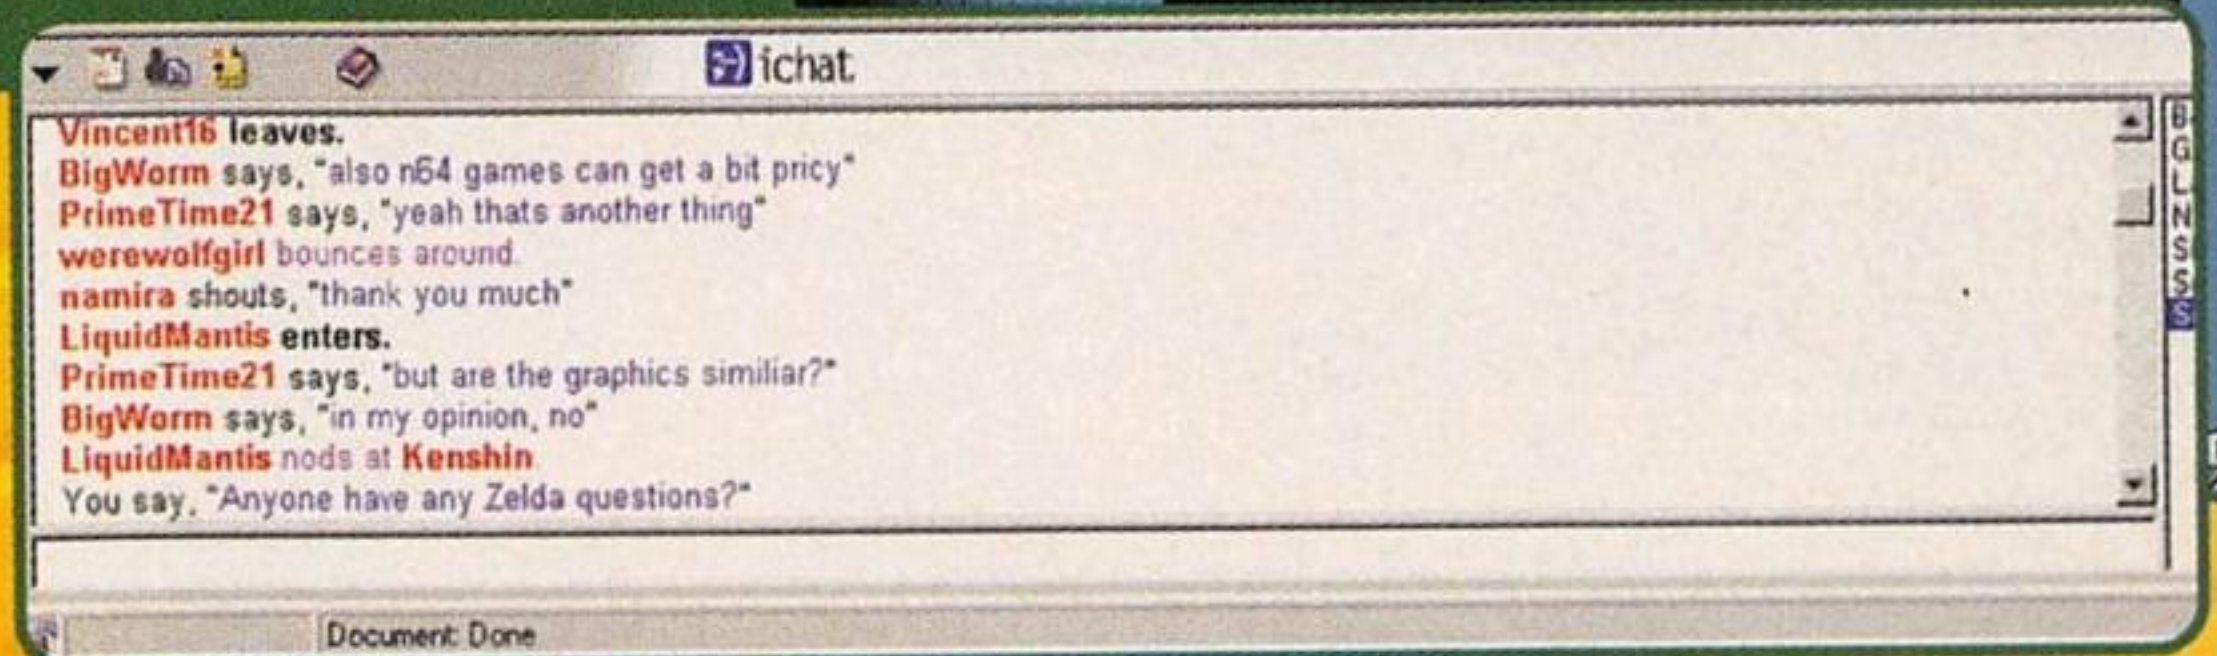 ichat
Vincent16 leaves.
BigWorm says, "also n64 games can get a bit pricy"
PrimeTime21 says, "yeah thats another thing"
werewolfgirl bounces around.
namira shouts, "thank you much"
LiquidMantis enters.
PrimeTime21 says, "but are the graphics similiar?"
BigWorm says, "in my opinion, no"
LiquidMantis nods at Kenshin
You say, "Anyone have any Zelda questions?"
B
G
L
N
S
S
S
Document: Done